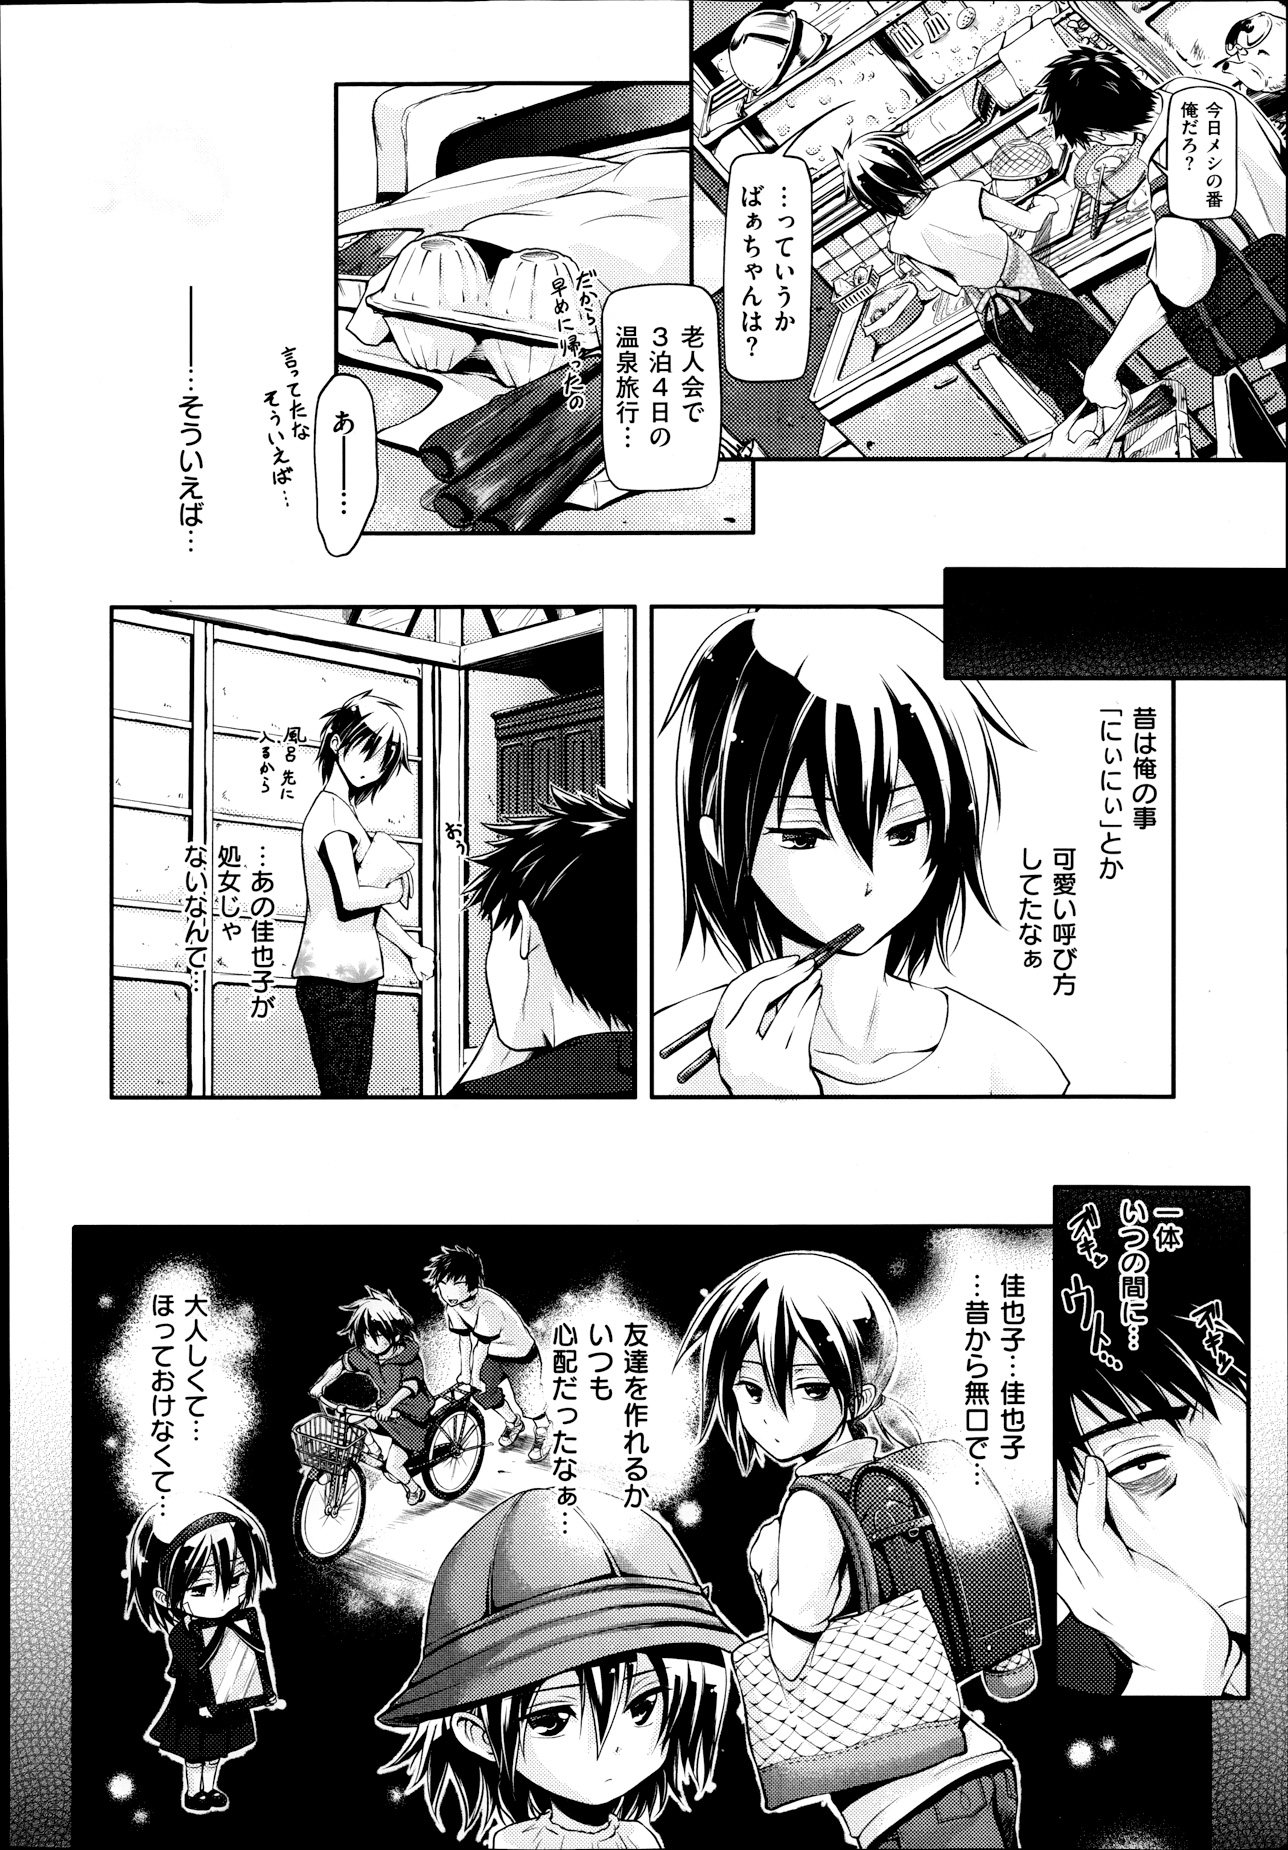 今日メシの番
俺だろ?
…っていうか
ばぁちゃんは?
老人会で
3泊4日の
温泉旅行…
だから
早めに帰ったの
あ――…
そういえば…
言ってたな
――…そういえば…
昔は俺の事
「にぃにぃ」とか
可愛い呼び方
してたなぁ
風呂 先に
入るから
おぅ
…あの佳也子が
処女じゃ
ないなんて…
一体
いつの間に…
ズキッ
ウト…
ズキッ
佳也子…佳也子
…昔から無口で…
友達を作れるか
いつも
心配だったなぁ…
大人しくて…
ほっておけなくて…